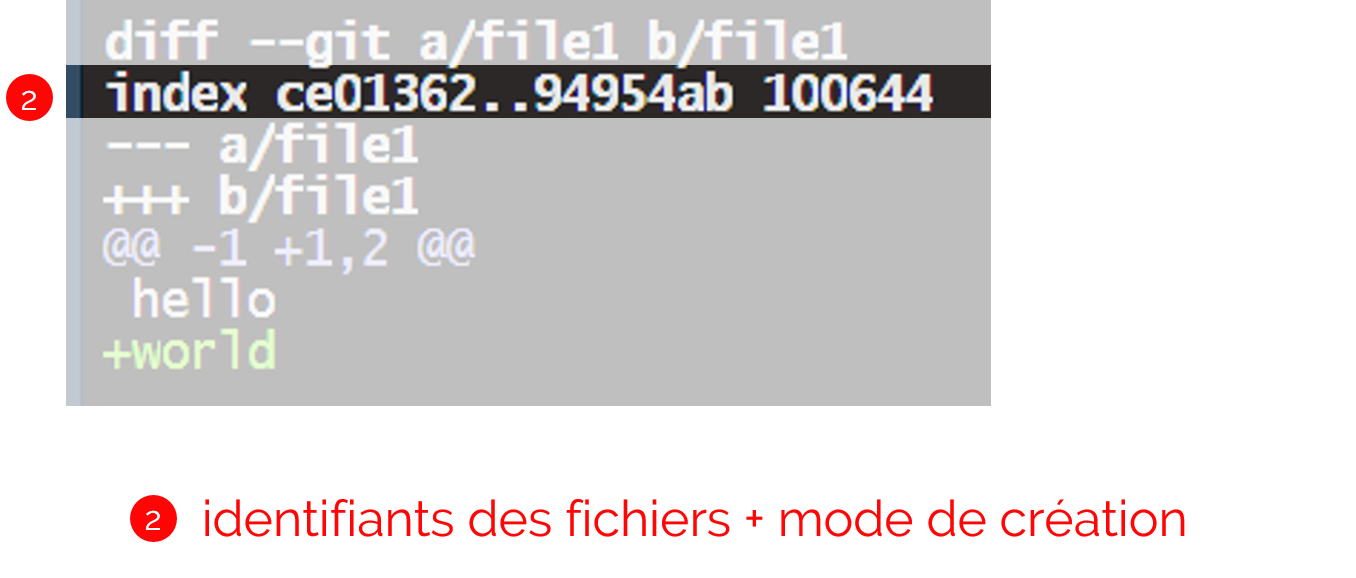 diff --git a/file1 b/file1
2 index ce01362..94954ab 100644
--- a/file1
+++ b/file1
@@ -1 +1,2 @@
 hello
+world
2 identifiants des fichiers + mode de création